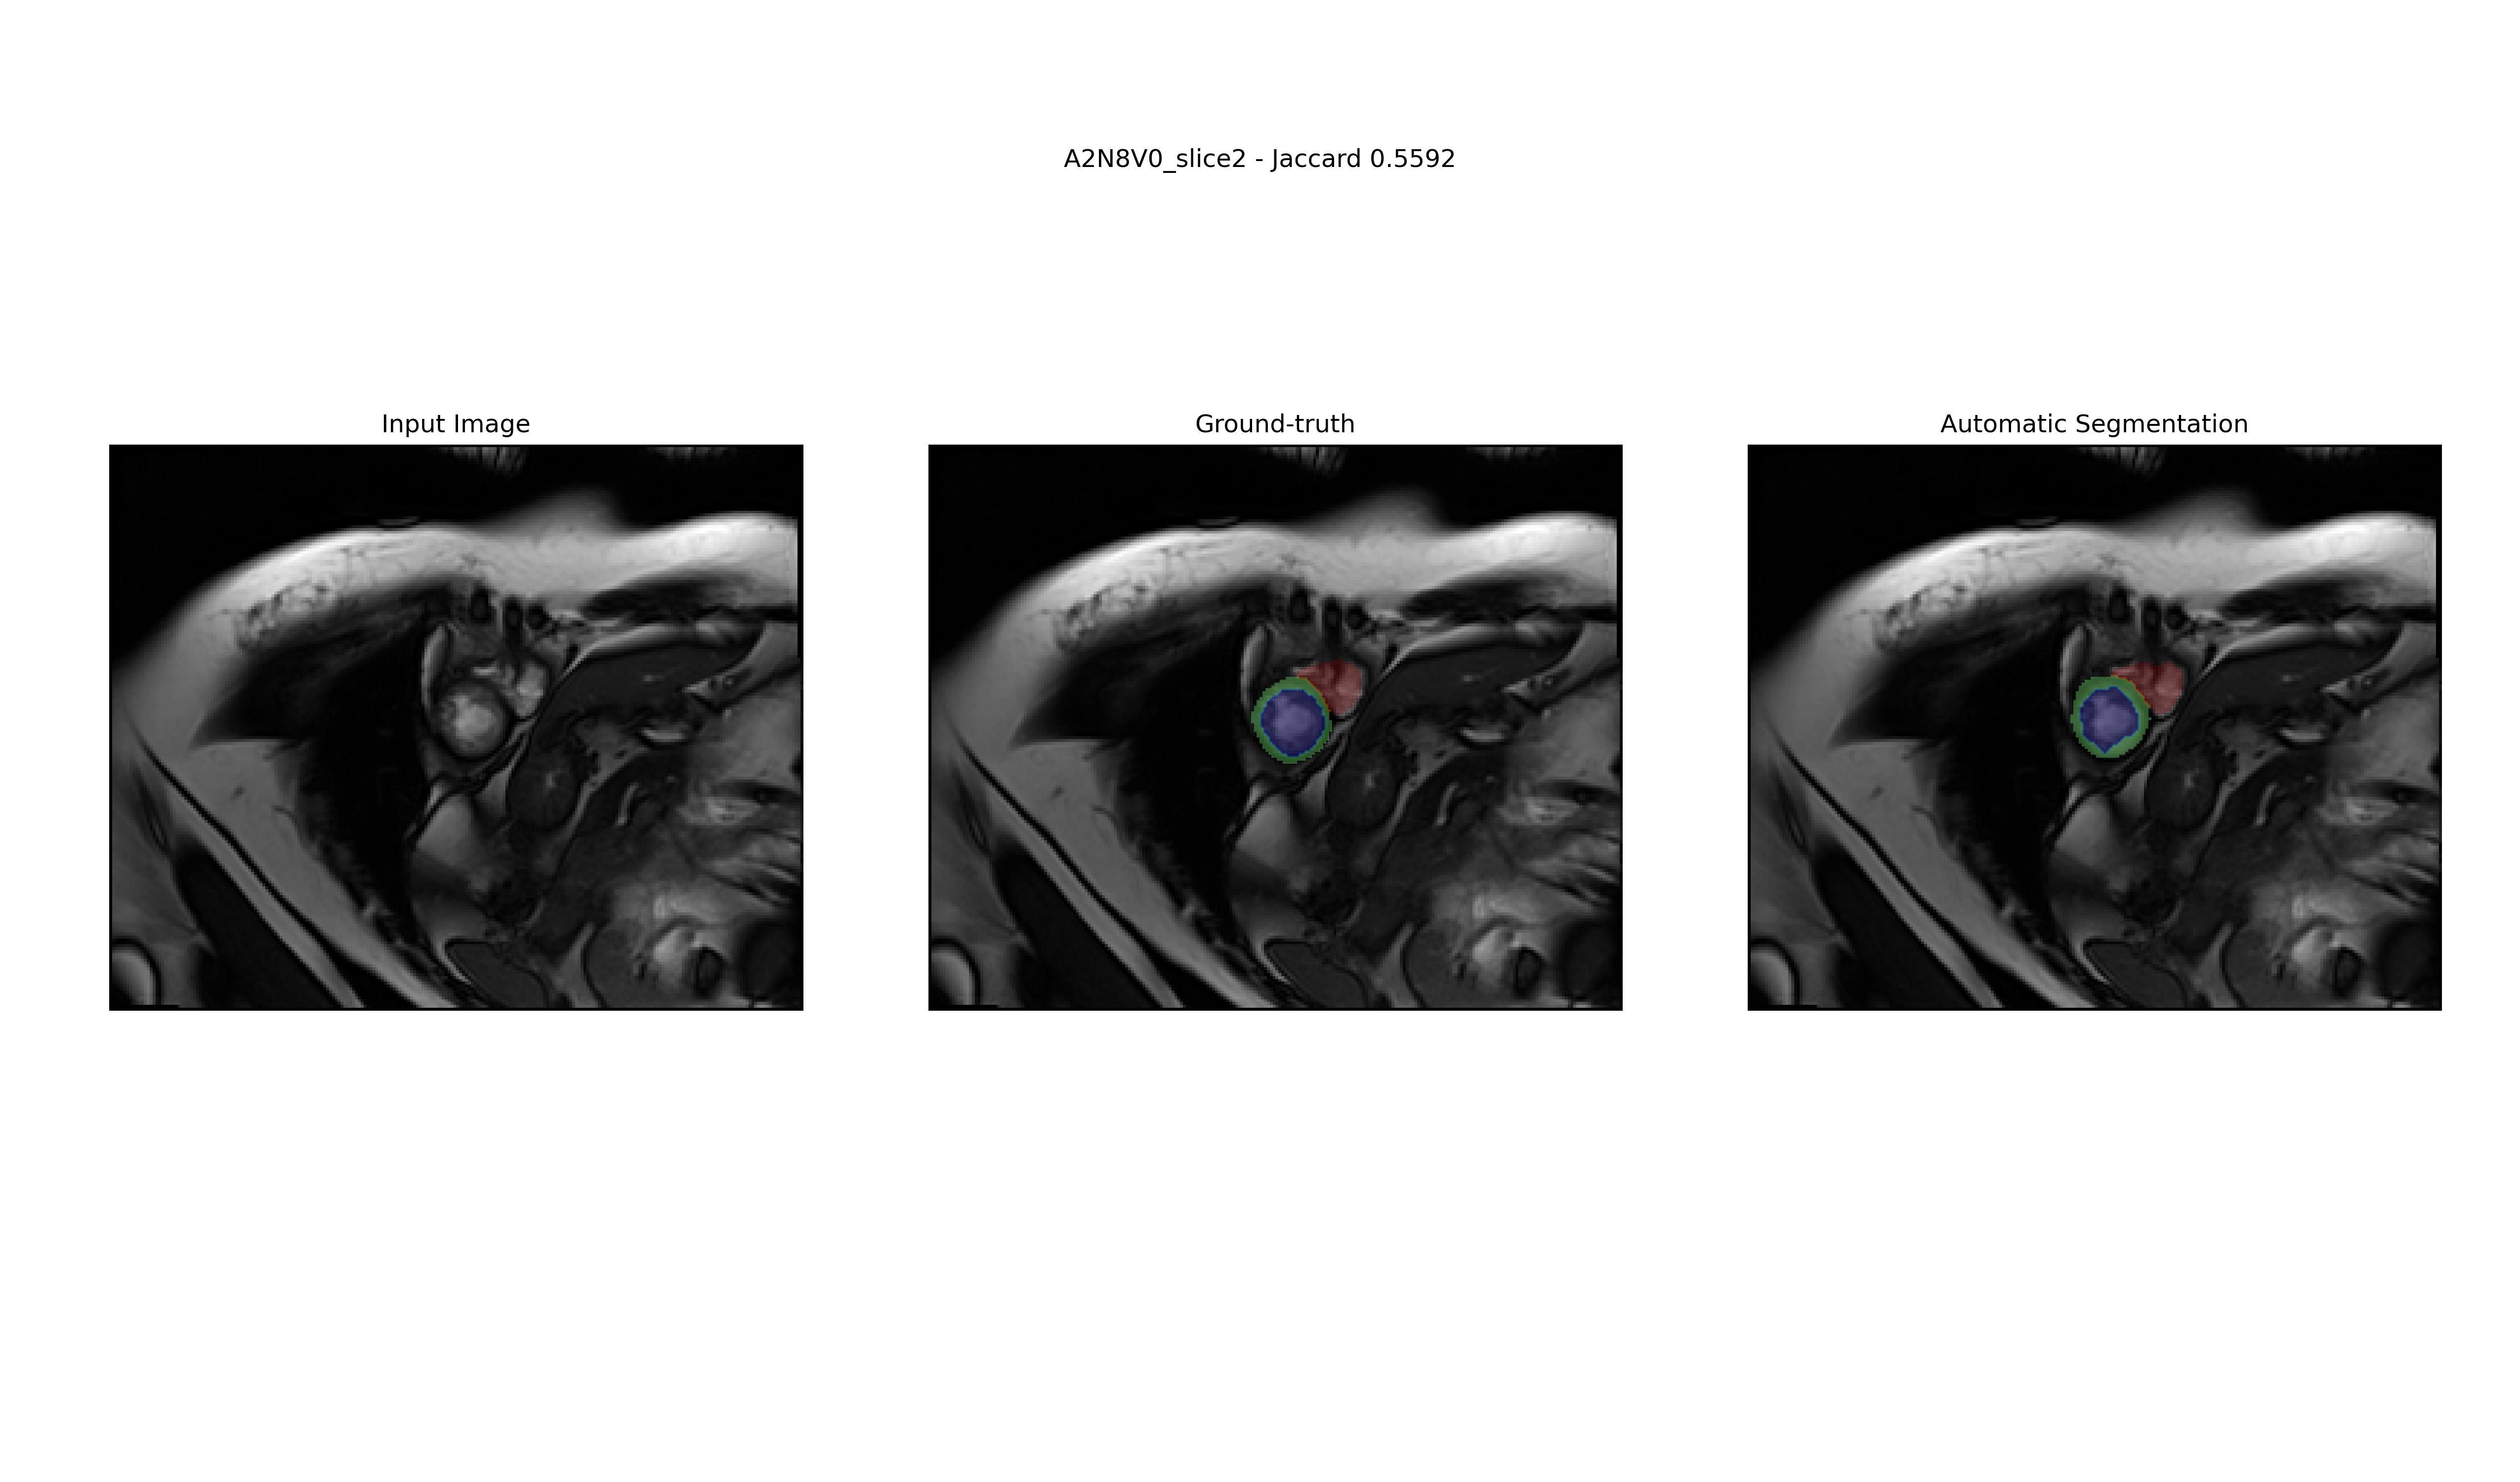 A2N8V0_slice2 - Jaccard 0.5592
Input Image
Ground-truth
Automatic Segmentation